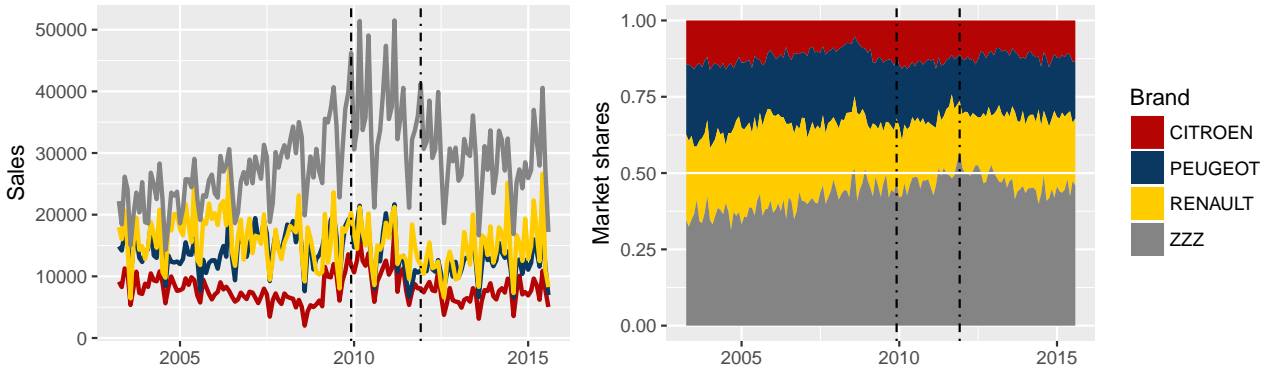 Sales
50000
40000
30000
20000
10000
0
2005
2010
2015
Market shares
1.00
0.75
0.50
0.25
0.00
2005
2010
2015
Brand
CITROEN
PEUGEOT
RENAULT
ZZZ